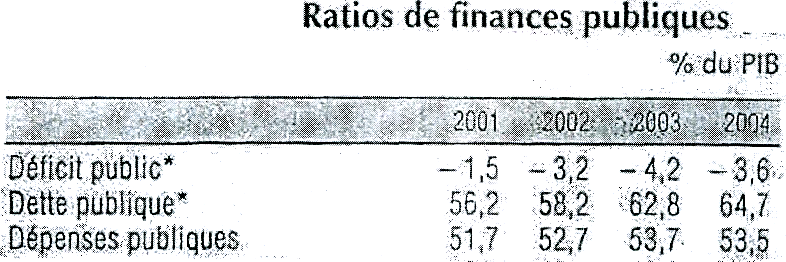 Ratios de finances publiques
% du PIB
2001 2002 2003 2004
Déficit public* – 1,5 – 3,2 – 4,2 – 3,6
Dette publique* 56,2 58,2 62,8 64,7
Dépenses publiques 51,7 52,7 53,7 53,5